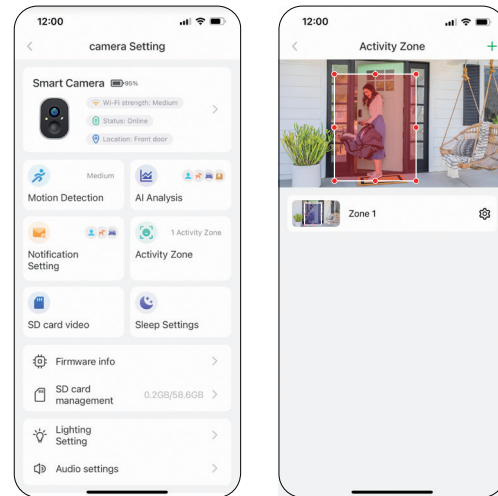 12:00
camera Setting
Smart Camera 95%
Wi-Fi strength: Medium
Status: Online
Location: Front door
Medium
Motion Detection
AI Analysis
Notification
Setting
1 Activity Zone
Activity Zone
SD card video
Sleep Settings
Firmware info
SD card
management
0.2GB/58.6GB
Lighting
Setting
Audio settings
12:00
Activity Zone
Zone 1